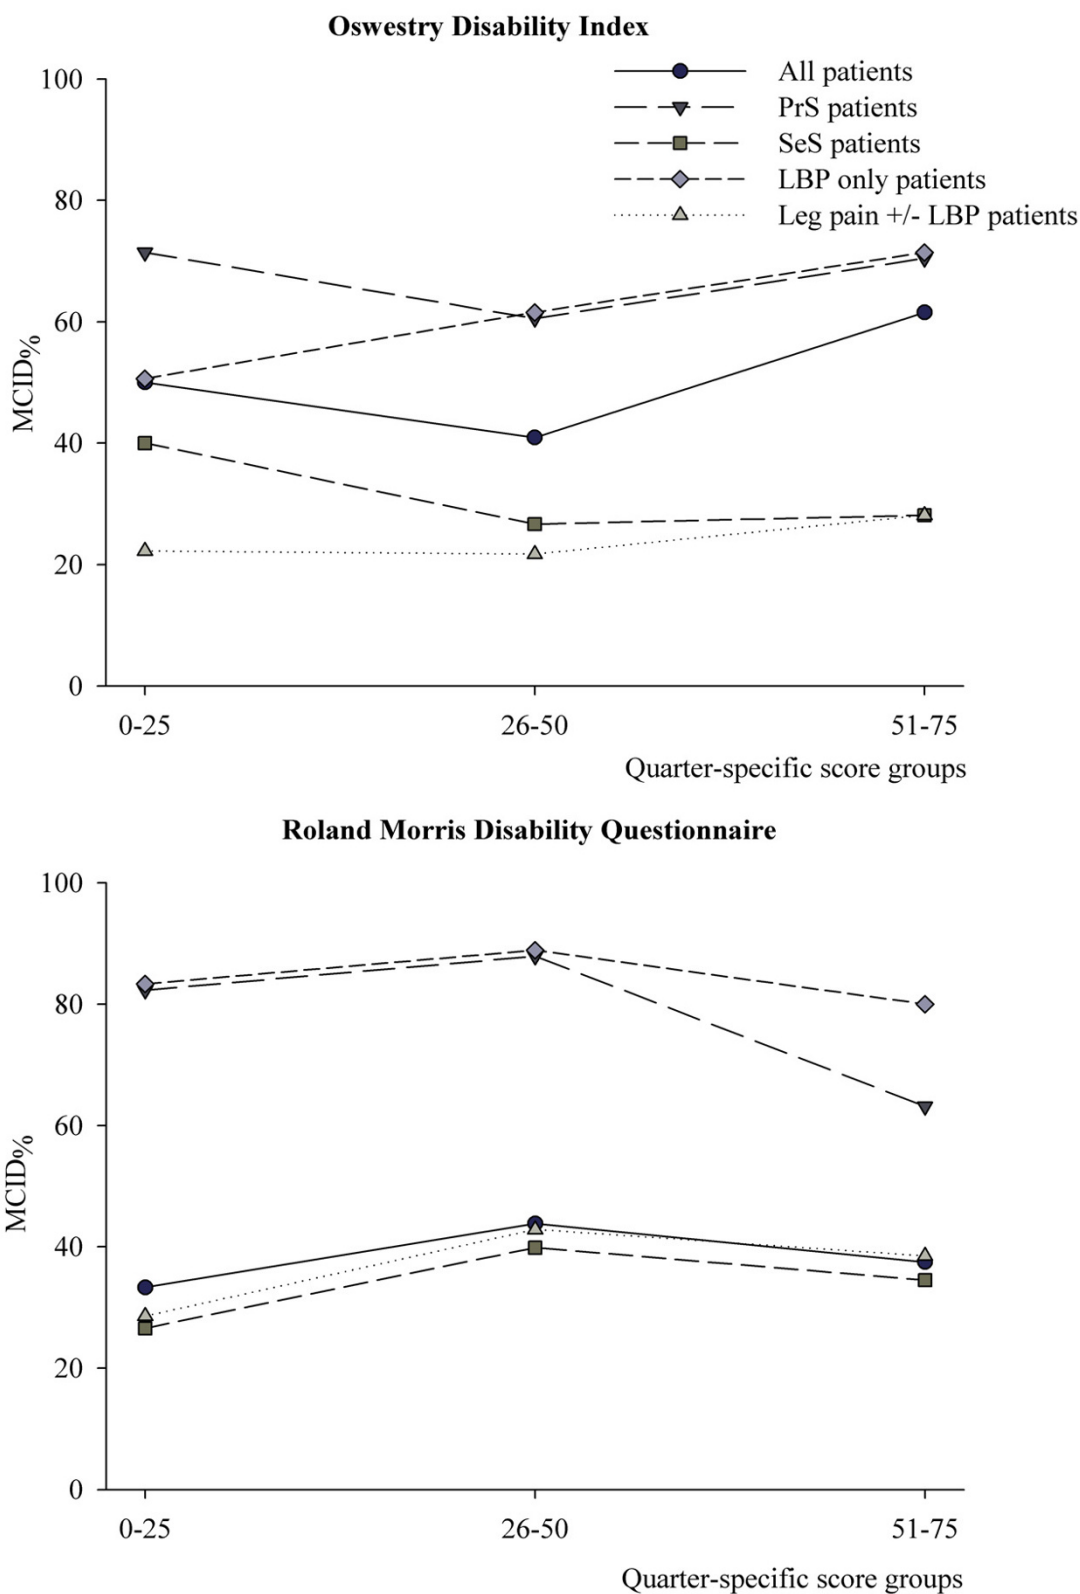 Oswestry Disability Index
All patients
PrS patients
SeS patients
LBP only patients
Leg pain +/- LBP patients
100
80
60
40
20
0
MCID%
0-25 26-50 51-75
Quarter-specific score groups
Roland Morris Disability Questionnaire
100
80
60
40
20
0
MCID%
0-25 26-50 51-75
Quarter-specific score groups